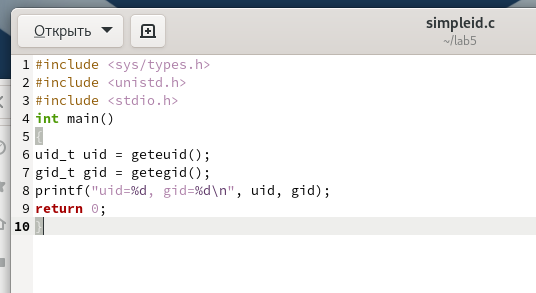 Открыть
simpleid.c
~/lab5
1 #include <sys/types.h>
2 #include <unistd.h>
3 #include <stdio.h>
4 int main()
5 {
6 uid_t uid = geteuid();
7 gid_t gid = getegid();
8 printf("uid=%d, gid=%d\n", uid, gid);
9 return 0;
10 }